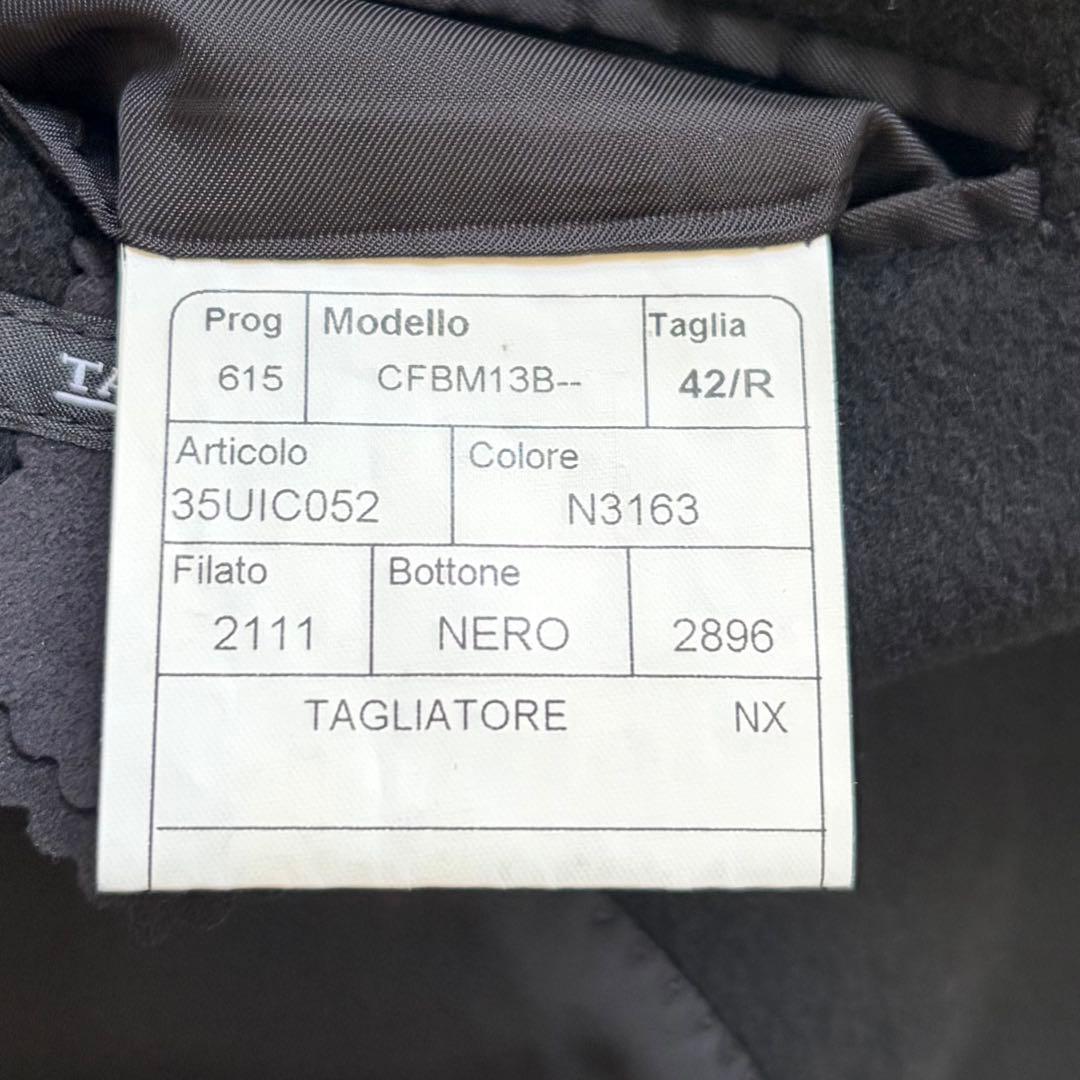 Prog Modello Taglia
615 CFBM13B-- 42/R
Articolo Colore
35UIC052 N3163
Filato Bottone
2111 NERO 2896
TAGLIATORE NX